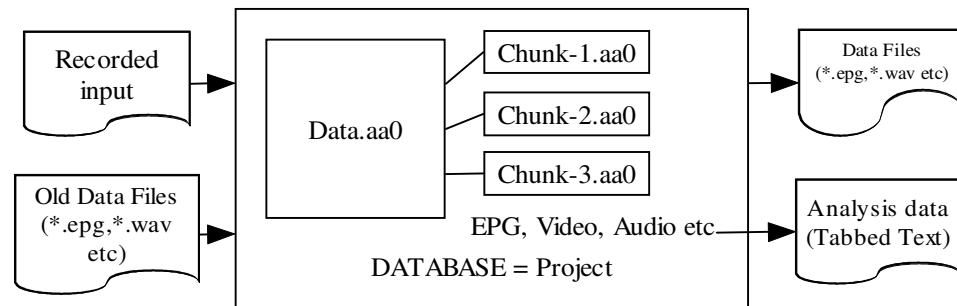 Recorded
input
Old Data Files
(*.epg,*.wav
etc)
Data.aa0
Chunk-1.aa0
Chunk-2.aa0
Chunk-3.aa0
EPG, Video, Audio etc
DATABASE = Project
Data Files
(*.epg,*.wav etc)
Analysis data
(Tabbed Text)